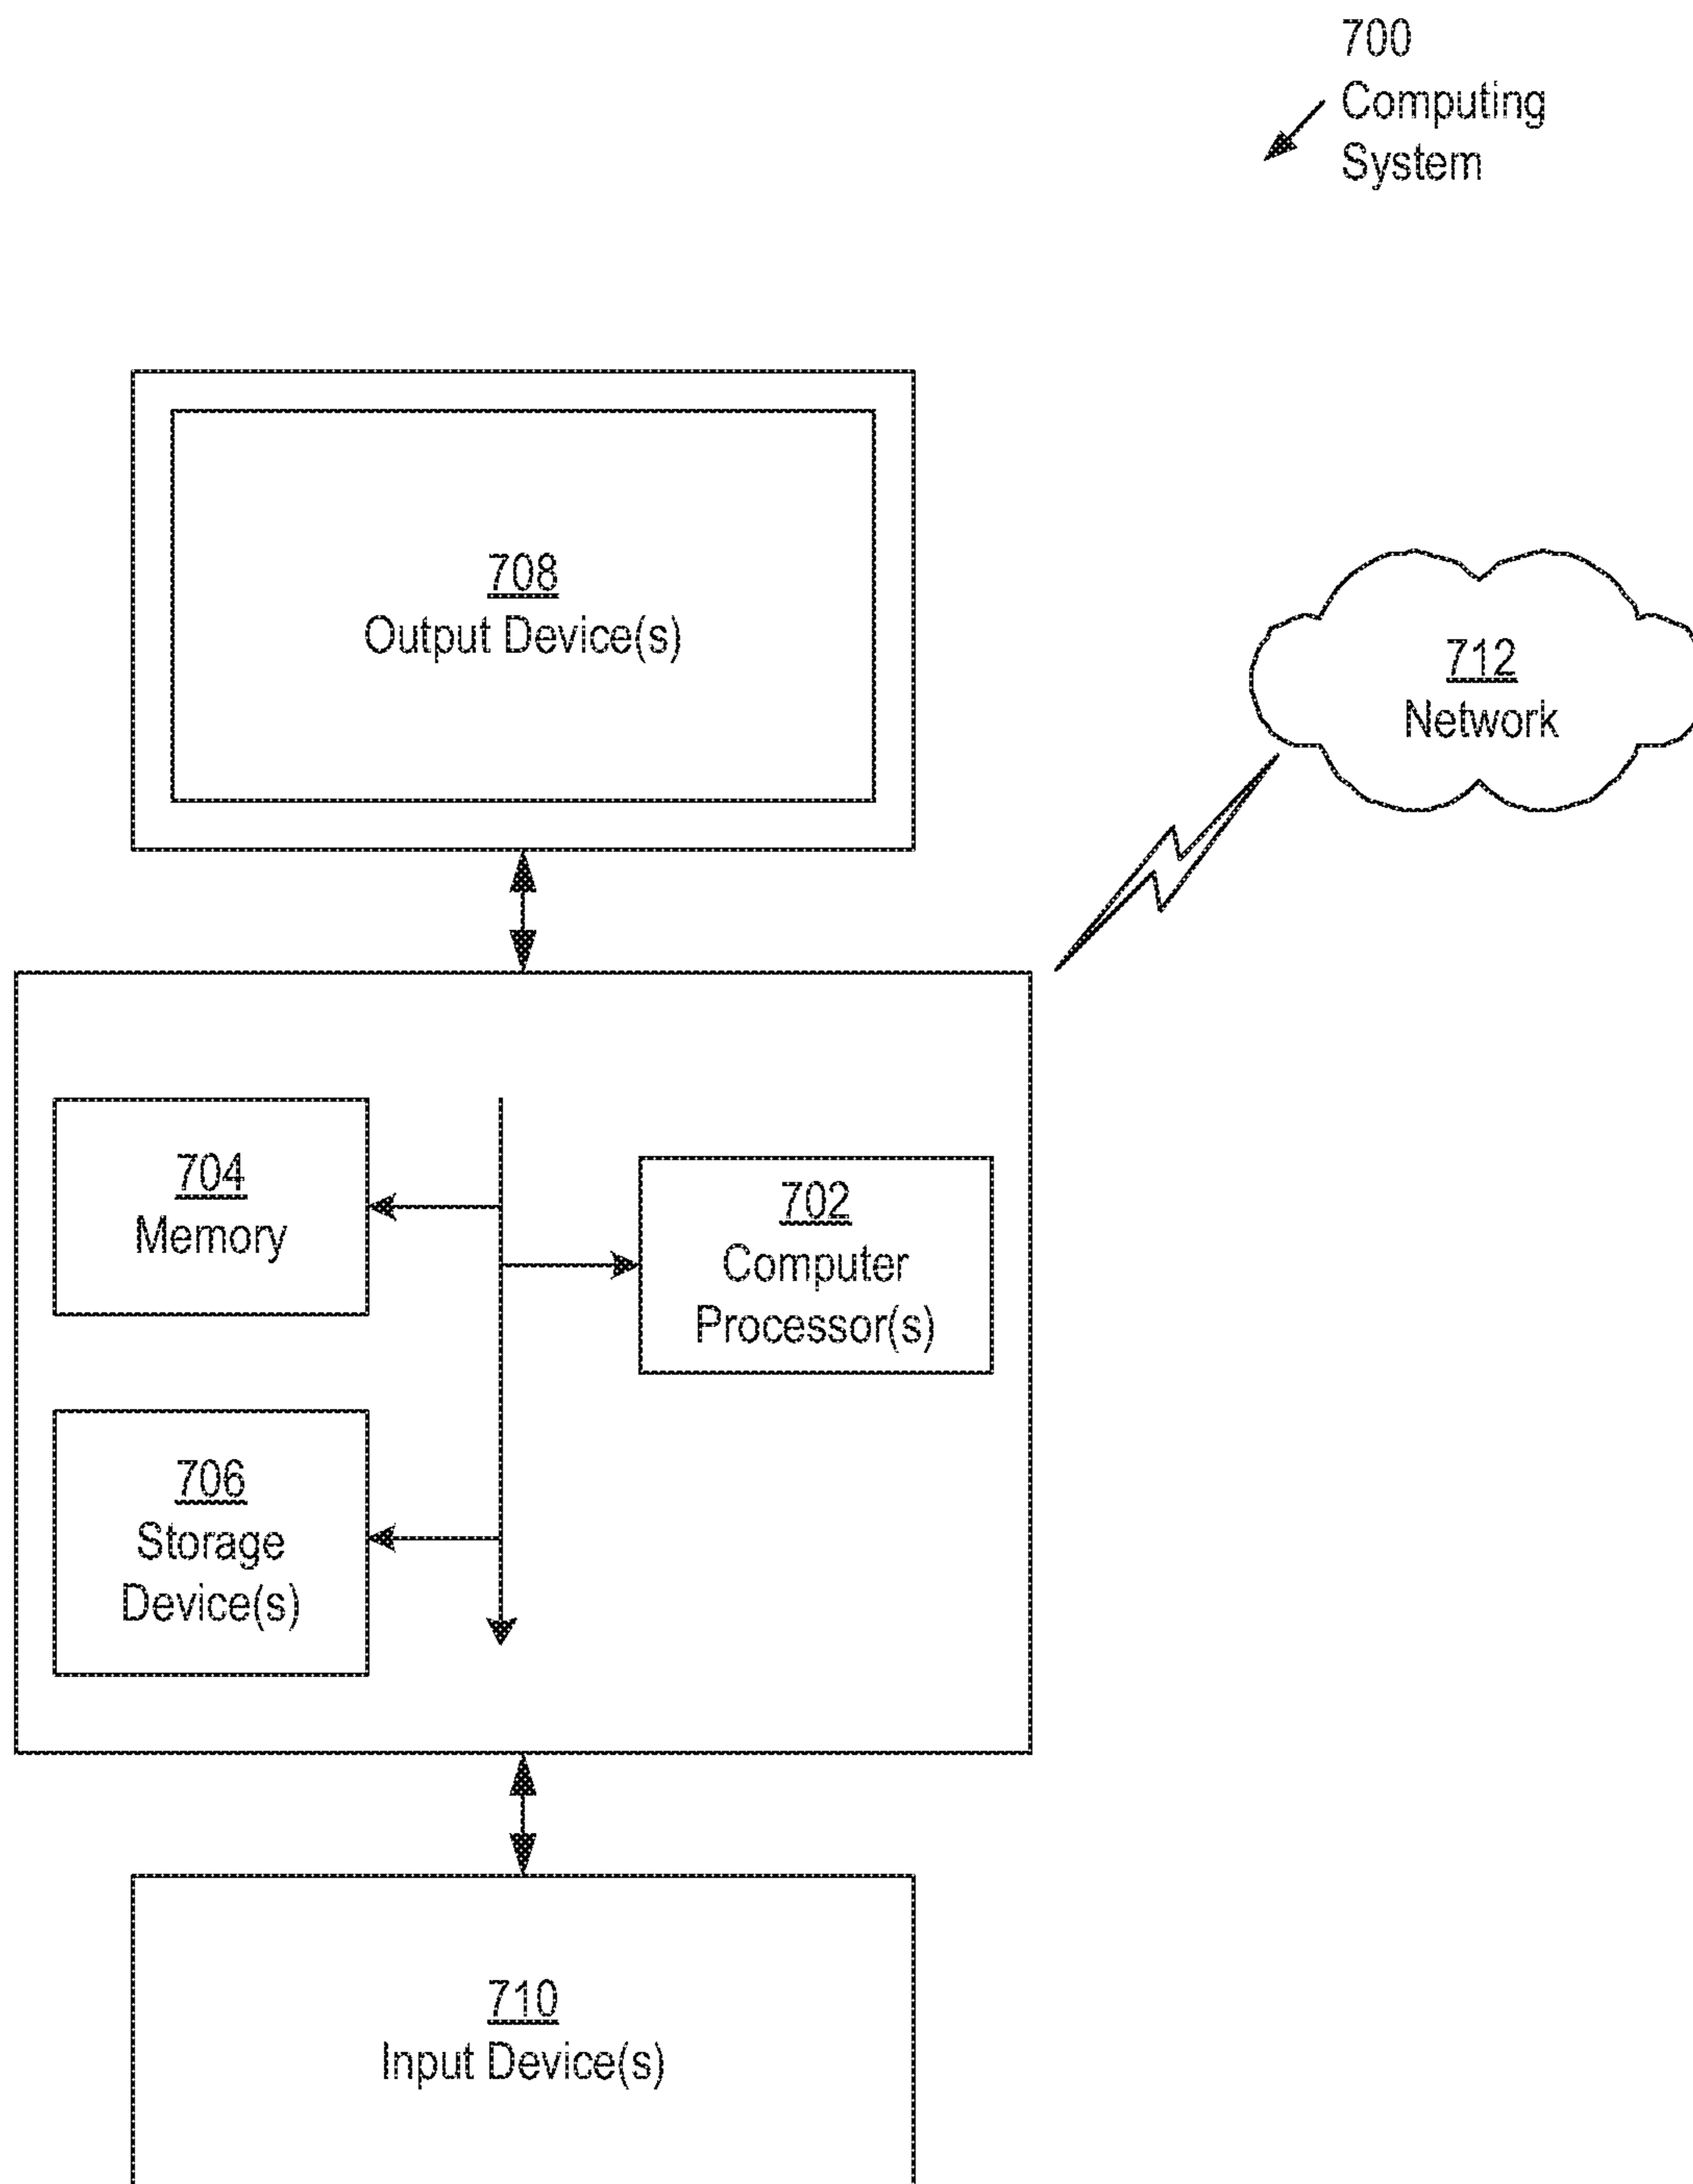 700
Computing
System
708
Output Device(s)
712
Network
704
Memory
702
Computer
Processor(s)
706
Storage
Device(s)
710
Input Device(s)